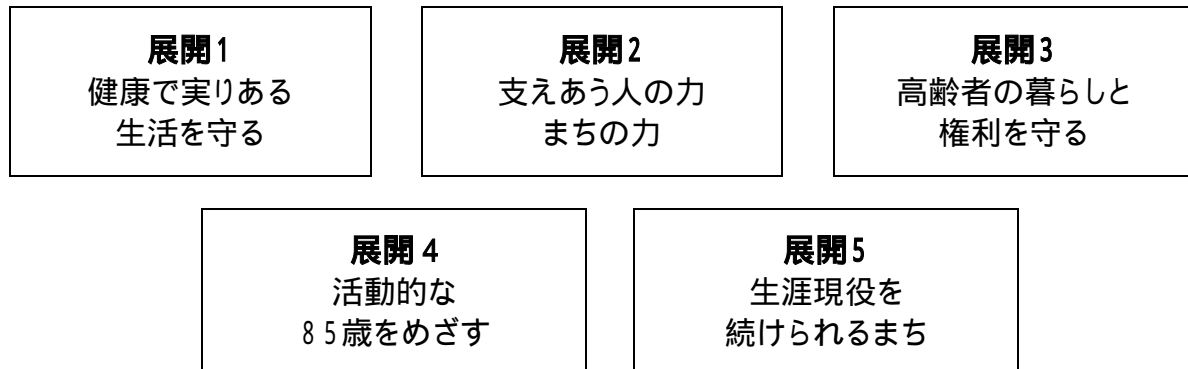 展開1
健康で実りある
生活を守る
展開2
支えあう人の力
まちの力
展開3
高齢者の暮らしと
権利を守る
展開4
活動的な
85歳をめざす
展開5
生涯現役を
続けられるまち